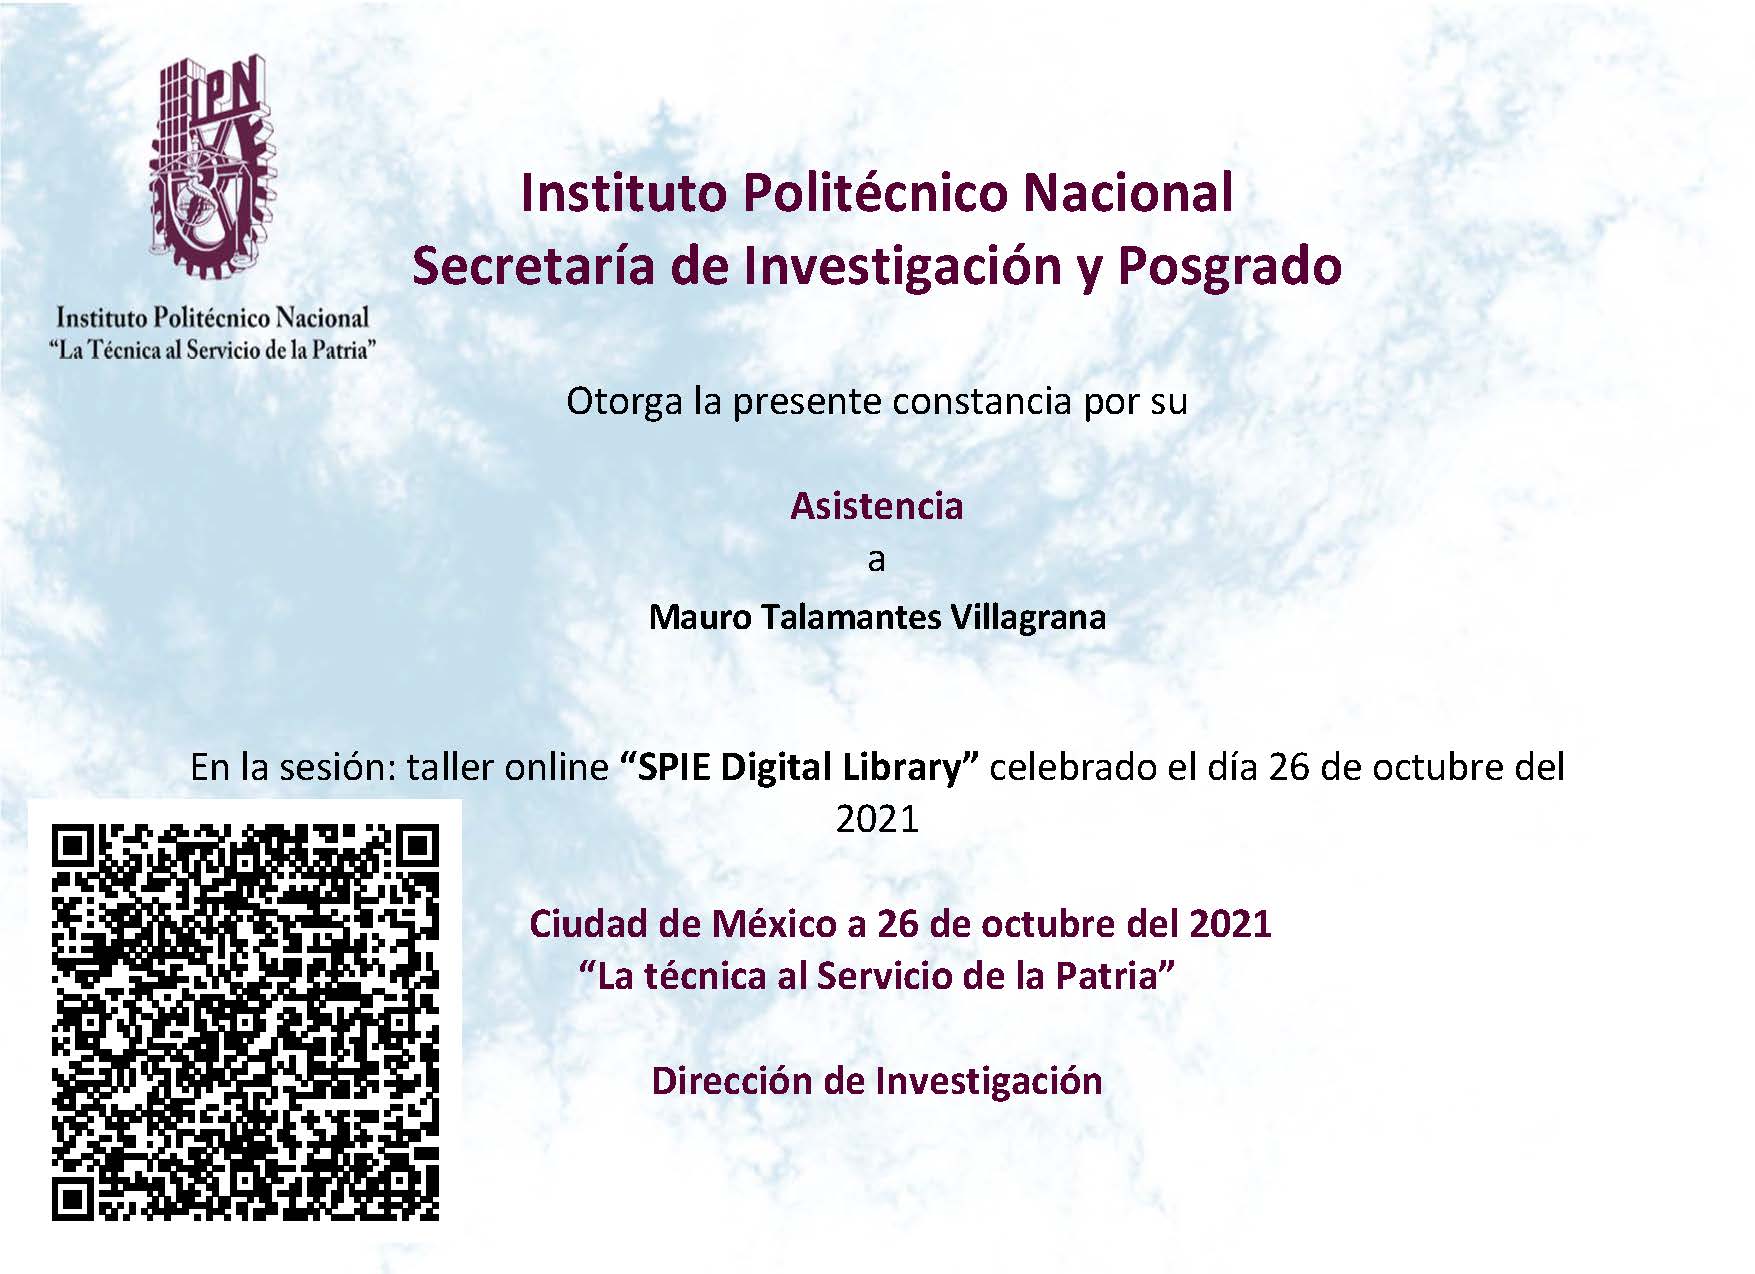 IPN
Instituto Politécnico Nacional
“La Técnica al Servicio de la Patria”
Instituto Politécnico Nacional
Secretaría de Investigación y Posgrado
Otorga la presente constancia por su
Asistencia
a
Mauro Talamantes Villagrana
En la sesión: taller online “SPIE Digital Library” celebrado el día 26 de octubre del
2021
Ciudad de México a 26 de octubre del 2021
“La técnica al Servicio de la Patria”
Dirección de Investigación